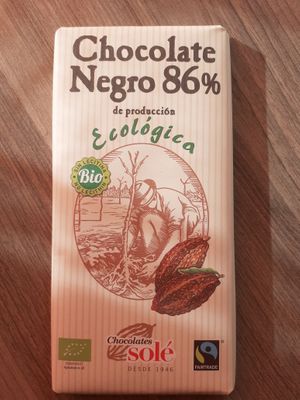 Chocolate
Negro 86%
de producción
Ecológica
Bio
Chocolates
solé
DESDE 1946
FAIRTRADE